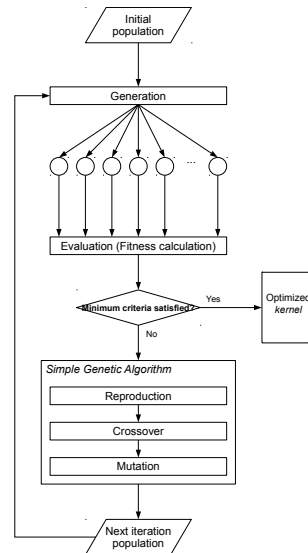 Initial
population
Generation
...
Evaluation (Fitness calculation)
Minimum criteria satisfied?
Yes
Optimized
kernel
No
Simple Genetic Algorithm
Reproduction
Crossover
Mutation
Next iteration
population